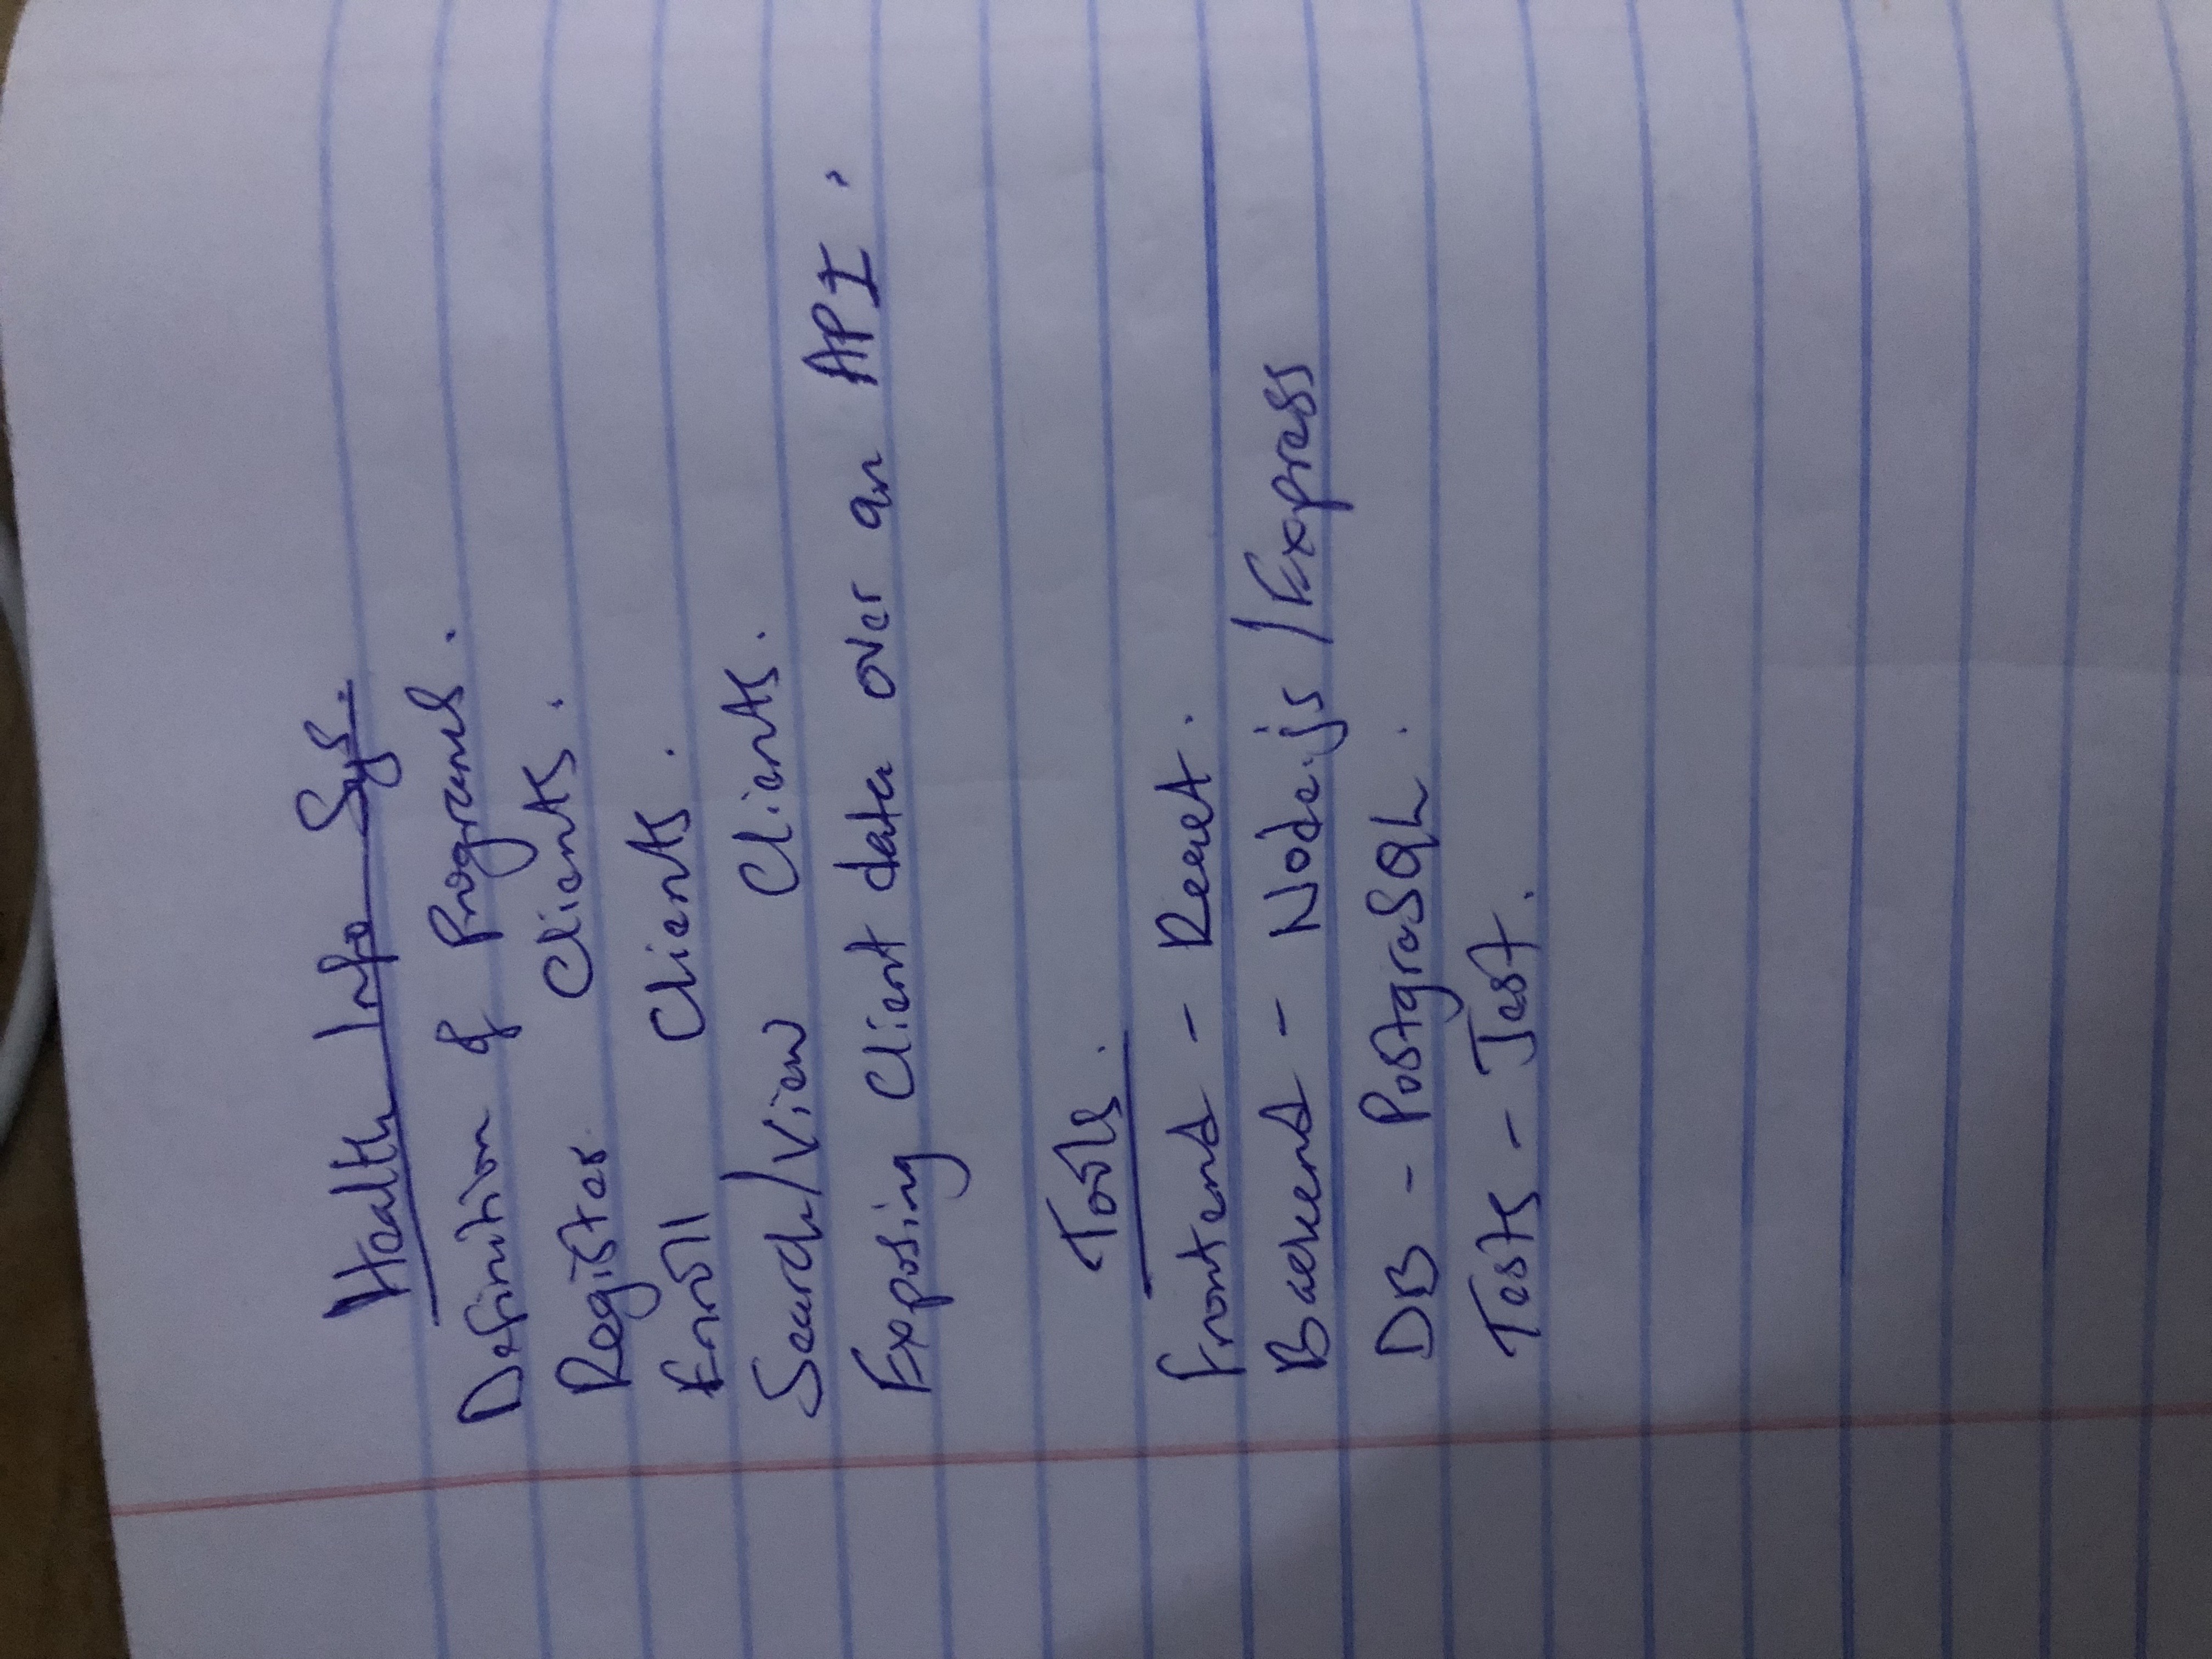 Health Info Sys.
Definition of Programs.
Register Clients.
Enroll Clients.
Search/View Clients.
Exposing Client data over an API.
Tools.
Frontend - React.
Backend - Node.js / Express
DB - PostgreSQL.
Tests - Jest.